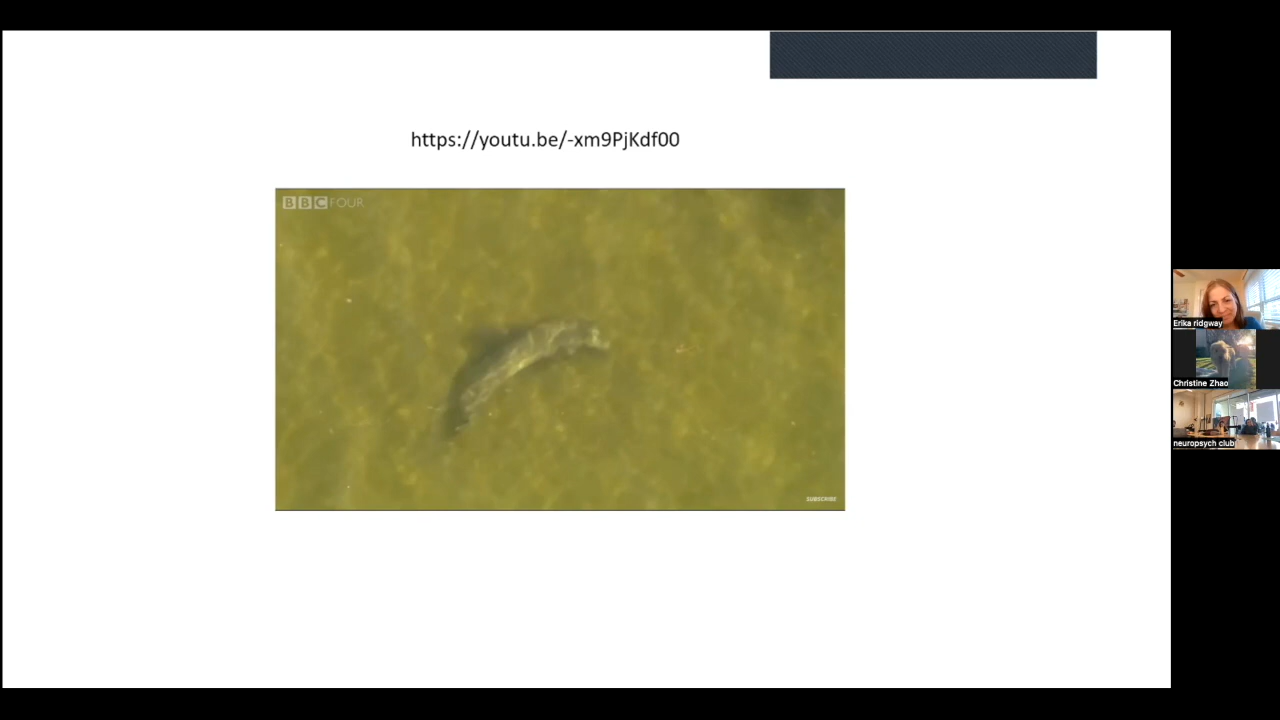 https://youtu.be/-xm9PjKdf00
BBC FOUR
SUBSCRIBE
Erika ridgway
Christine Zhao
neuropsych club